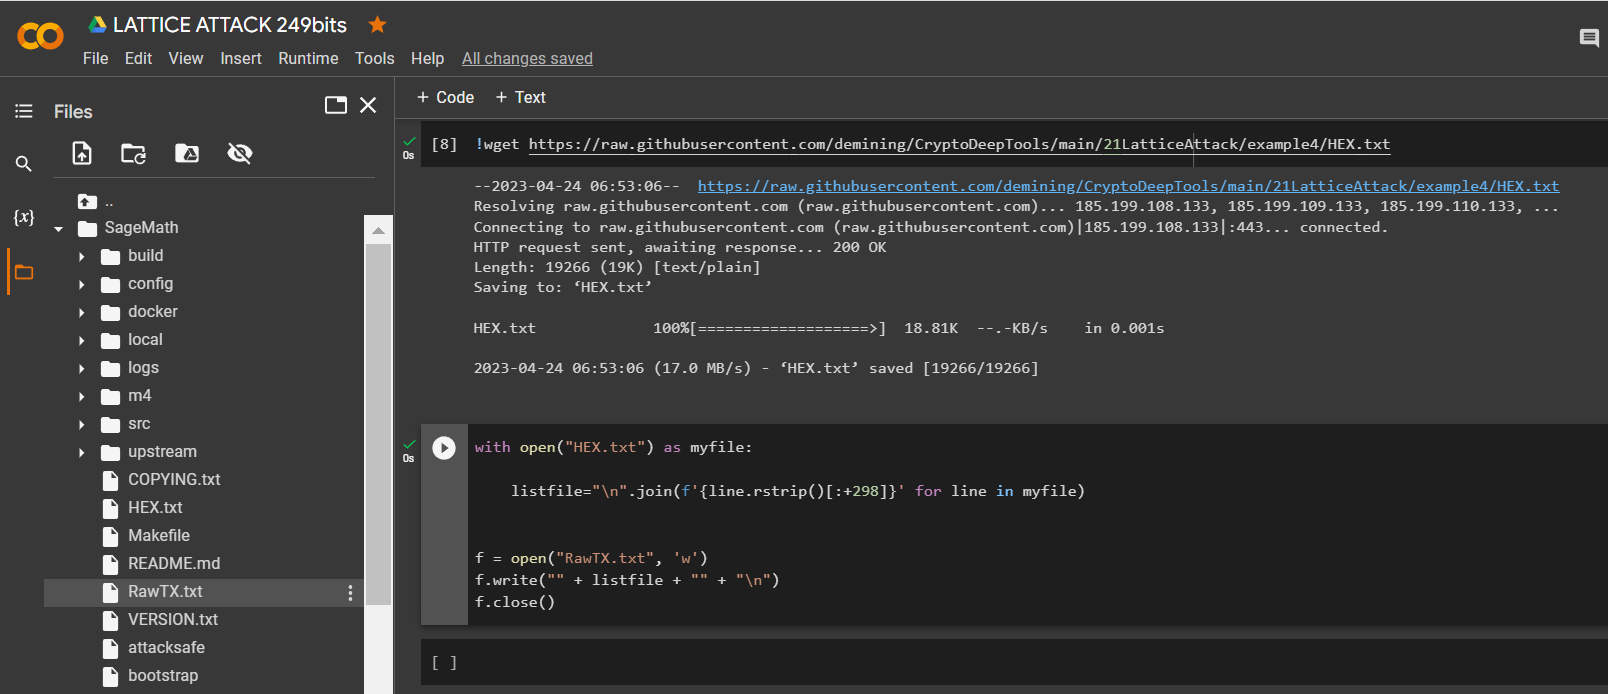 LATTICE ATTACK 249bits
File Edit View Insert Runtime Tools Help All changes saved
Files
+ Code + Text
{x}
..
SageMath
build
config
docker
local
logs
m4
src
upstream
COPYING.txt
HEX.txt
Makefile
README.md
RawTX.txt
VERSION.txt
attacksafe
bootstrap
[8] !wget https://raw.githubusercontent.com/demining/CryptoDeepTools/main/21LatticeAttack/example4/HEX.txt
0s
--2023-04-24 06:53:06-- https://raw.githubusercontent.com/demining/CryptoDeepTools/main/21LatticeAttack/example4/HEX.txt
Resolving raw.githubusercontent.com (raw.githubusercontent.com)... 185.199.108.133, 185.199.109.133, 185.199.110.133, ...
Connecting to raw.githubusercontent.com (raw.githubusercontent.com)|185.199.108.133|:443... connected.
HTTP request sent, awaiting response... 200 OK
Length: 19266 (19K) [text/plain]
Saving to: ‘HEX.txt’
HEX.txt 100%[===================>] 18.81K --.-KB/s in 0.001s
2023-04-24 06:53:06 (17.0 MB/s) - ‘HEX.txt’ saved [19266/19266]
with open("HEX.txt") as myfile:
0s
listfile="\n".join(f'{line.rstrip()[:+298]}' for line in myfile)
f = open("RawTX.txt", 'w')
f.write("" + listfile + "" + "\n")
f.close()
[ ]